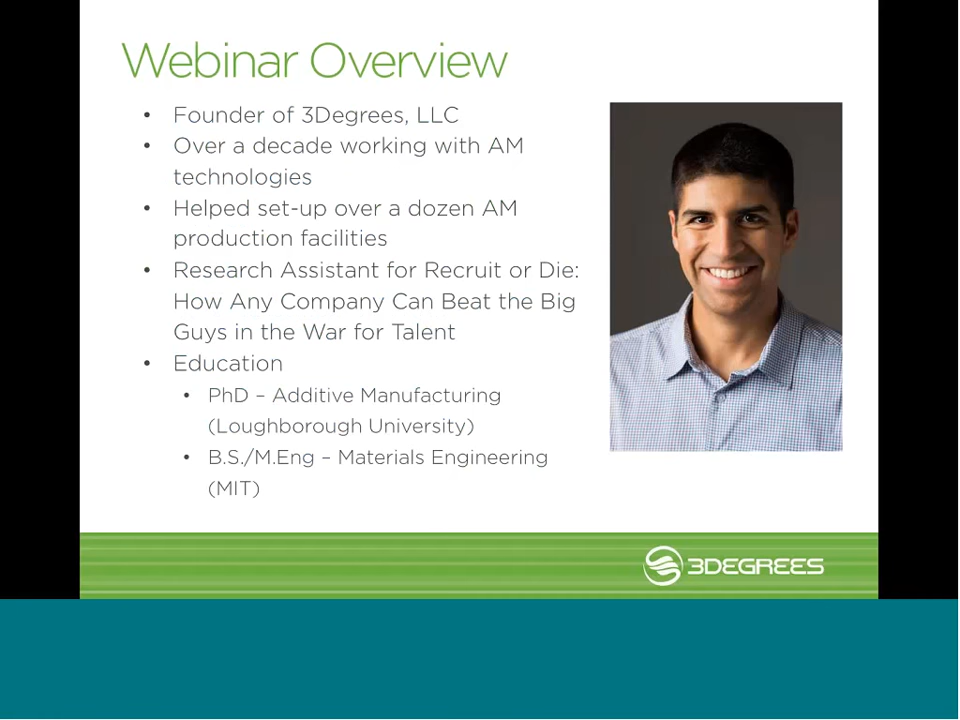 Webinar Overview
• Founder of 3Degrees, LLC
• Over a decade working with AM
technologies
• Helped set-up over a dozen AM
production facilities
• Research Assistant for Recruit or Die:
How Any Company Can Beat the Big
Guys in the War for Talent
• Education
• PhD – Additive Manufacturing
(Loughborough University)
• B.S./M.Eng – Materials Engineering
(MIT)
3DEGREES